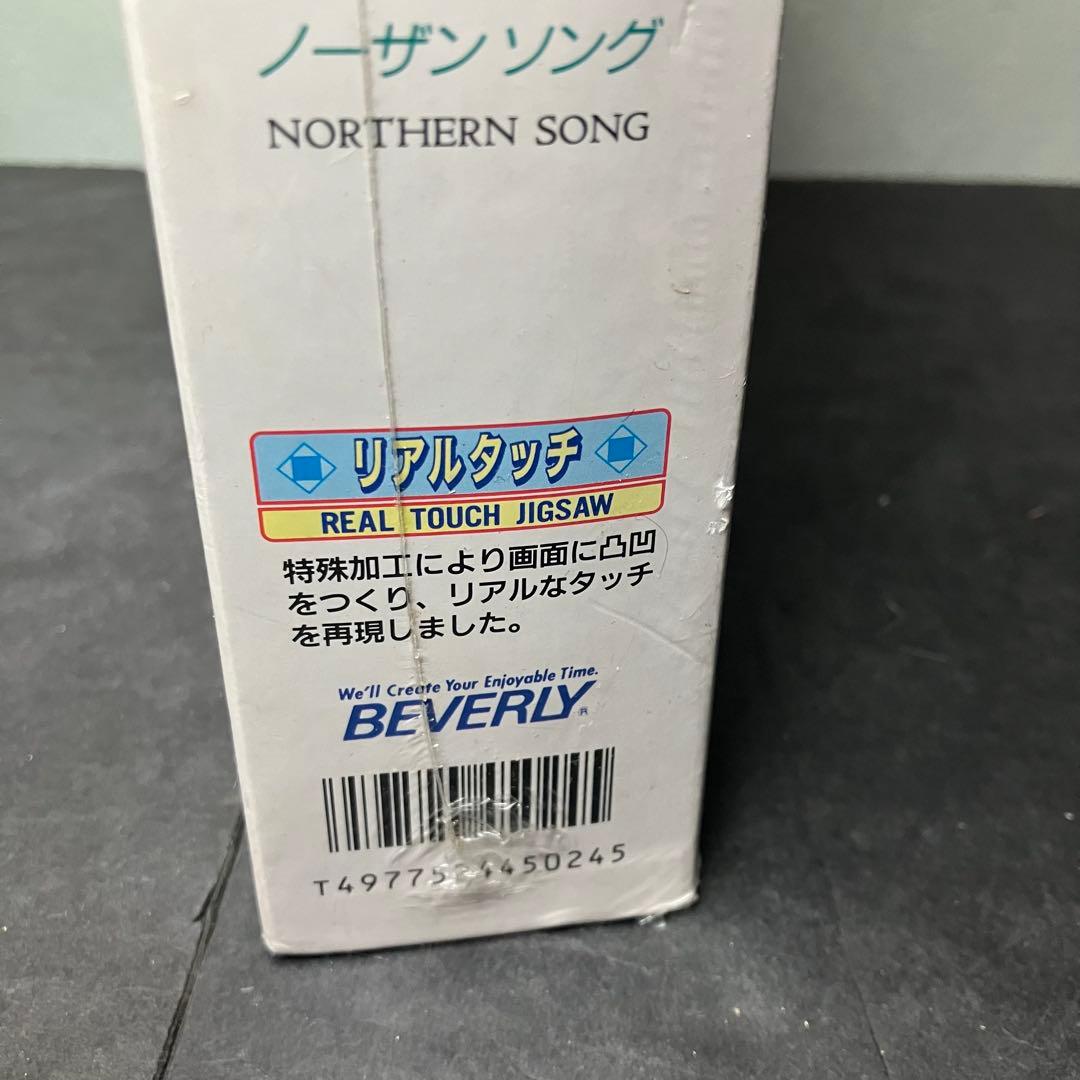 ノーザン ソング
NORTHERN SONG
リアルタッチ
REAL TOUCH JIGSAW
特殊加工により画面に凸凹
をつくり、リアルなタッチ
を再現しました。
We'll Create Your Enjoyable Time.
BEVERLY®
T4977524450245